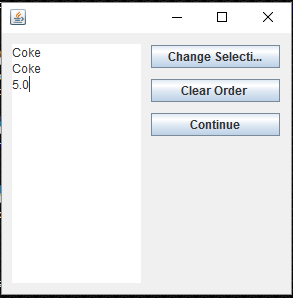 Coke
Coke
5.0
Change Selecti...
Clear Order
Continue